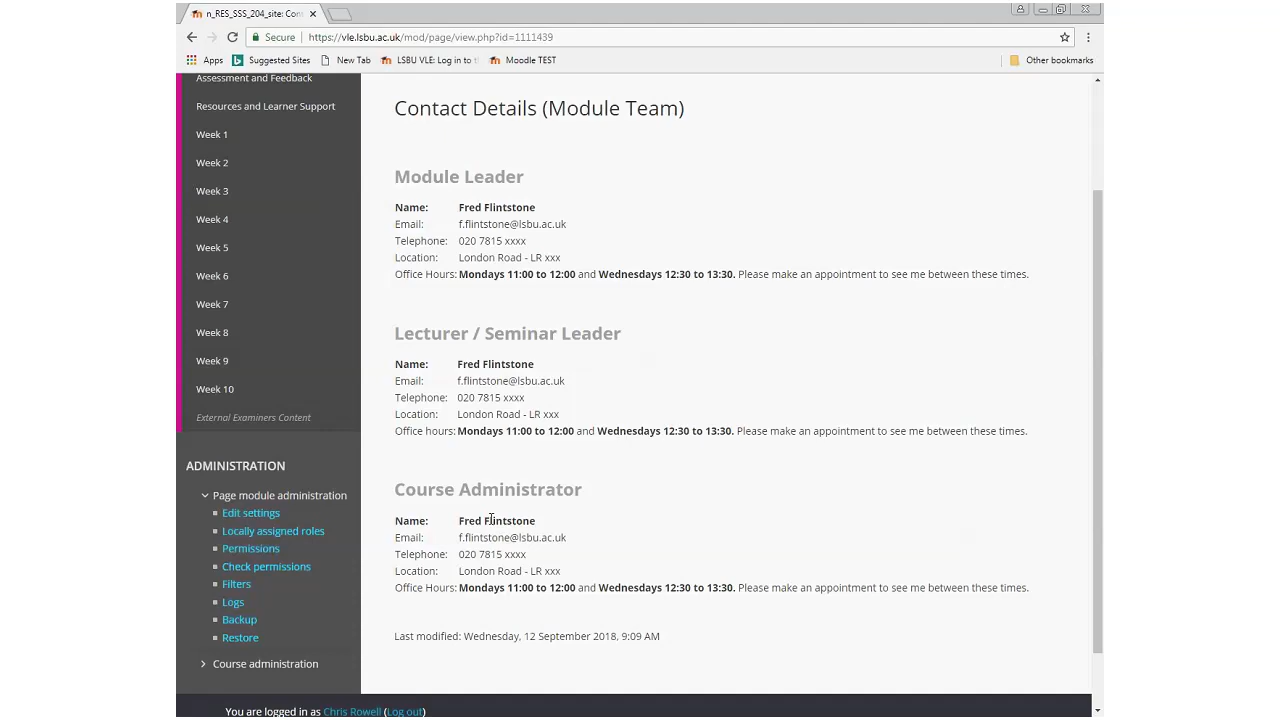 n_RES_SSS_204_site: Con
Secure
https://vle.lsbu.ac.uk/mod/page/view.php?id=1111439
Apps
Suggested Sites
New Tab
LSBU VLE: Log in to t
Moodle TEST
Other bookmarks
Assessment and Feedback
Resources and Learner Support
Week 1
Week 2
Week 3
Week 4
Week 5
Week 6
Week 7
Week 8
Week 9
Week 10
External Examiners Content
ADMINISTRATION
Page module administration
Edit settings
Locally assigned roles
Permissions
Check permissions
Filters
Logs
Backup
Restore
Course administration
Contact Details (Module Team)
Module Leader
Name: Fred Flintstone
Email: f.flintstone@lsbu.ac.uk
Telephone: 020 7815 xxxx
Location: London Road - LR xxx
Office Hours: Mondays 11:00 to 12:00 and Wednesdays 12:30 to 13:30. Please make an appointment to see me between these times.
Lecturer / Seminar Leader
Name: Fred Flintstone
Email: f.flintstone@lsbu.ac.uk
Telephone: 020 7815 xxxx
Location: London Road - LR xxx
Office hours: Mondays 11:00 to 12:00 and Wednesdays 12:30 to 13:30. Please make an appointment to see me between these times.
Course Administrator
Name: Fred Flintstone
Email: f.flintstone@lsbu.ac.uk
Telephone: 020 7815 xxxx
Location: London Road - LR xxx
Office Hours: Mondays 11:00 to 12:00 and Wednesdays 12:30 to 13:30. Please make an appointment to see me between these times.
Last modified: Wednesday, 12 September 2018, 9:09 AM
You are logged in as Chris Rowell (Log out)